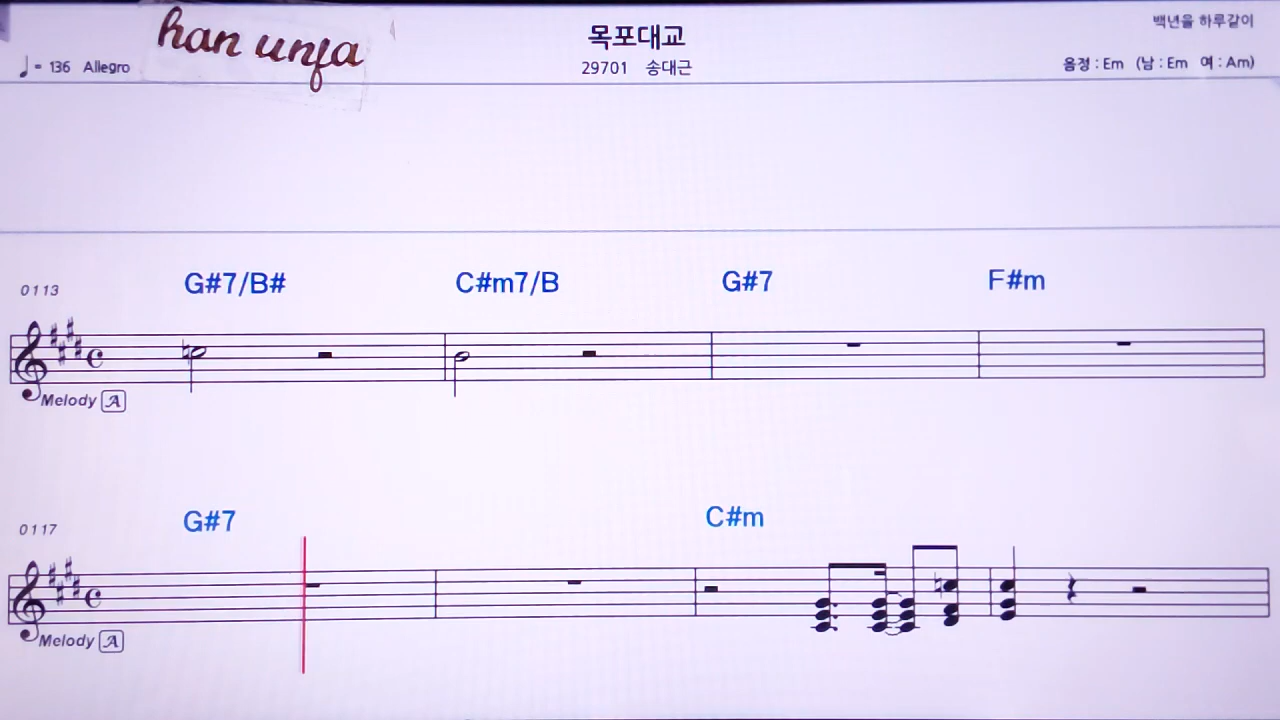 han unfa
목포대교
백년을 하루같이
♩= 136 Allegro
29701 송대근
음정 : Em (남 : Em 여 : Am)
0113
G#7/B# C#m7/B G#7 F#m
Melody A
0117
G#7 C#m
Melody A